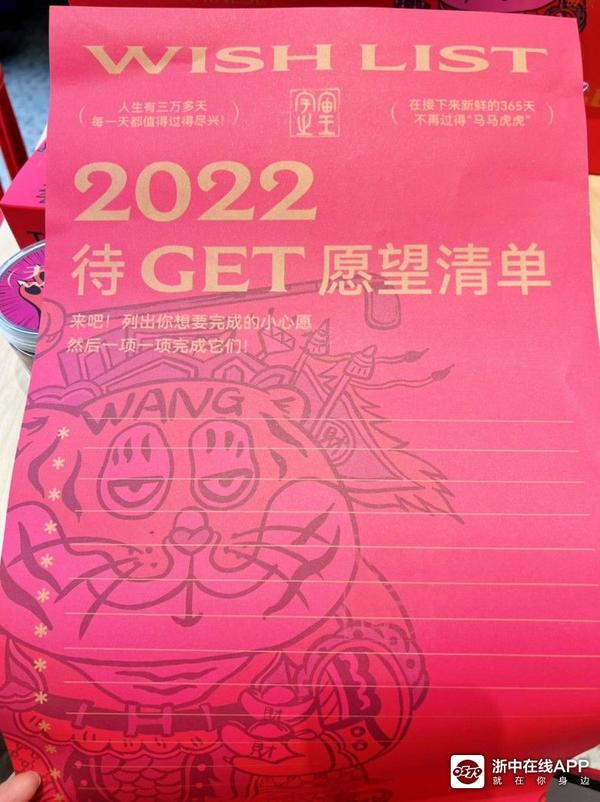 WISH LIST
人生有三万多天
每一天都值得过得尽兴！
在接下来新鲜的365天
不再过得“马马虎虎”
2022
待GET愿望清单
来吧！列出你想要完成的小心愿
然后一项一项完成它们！
WANG
财
财
财
浙中在线APP
就在你身边